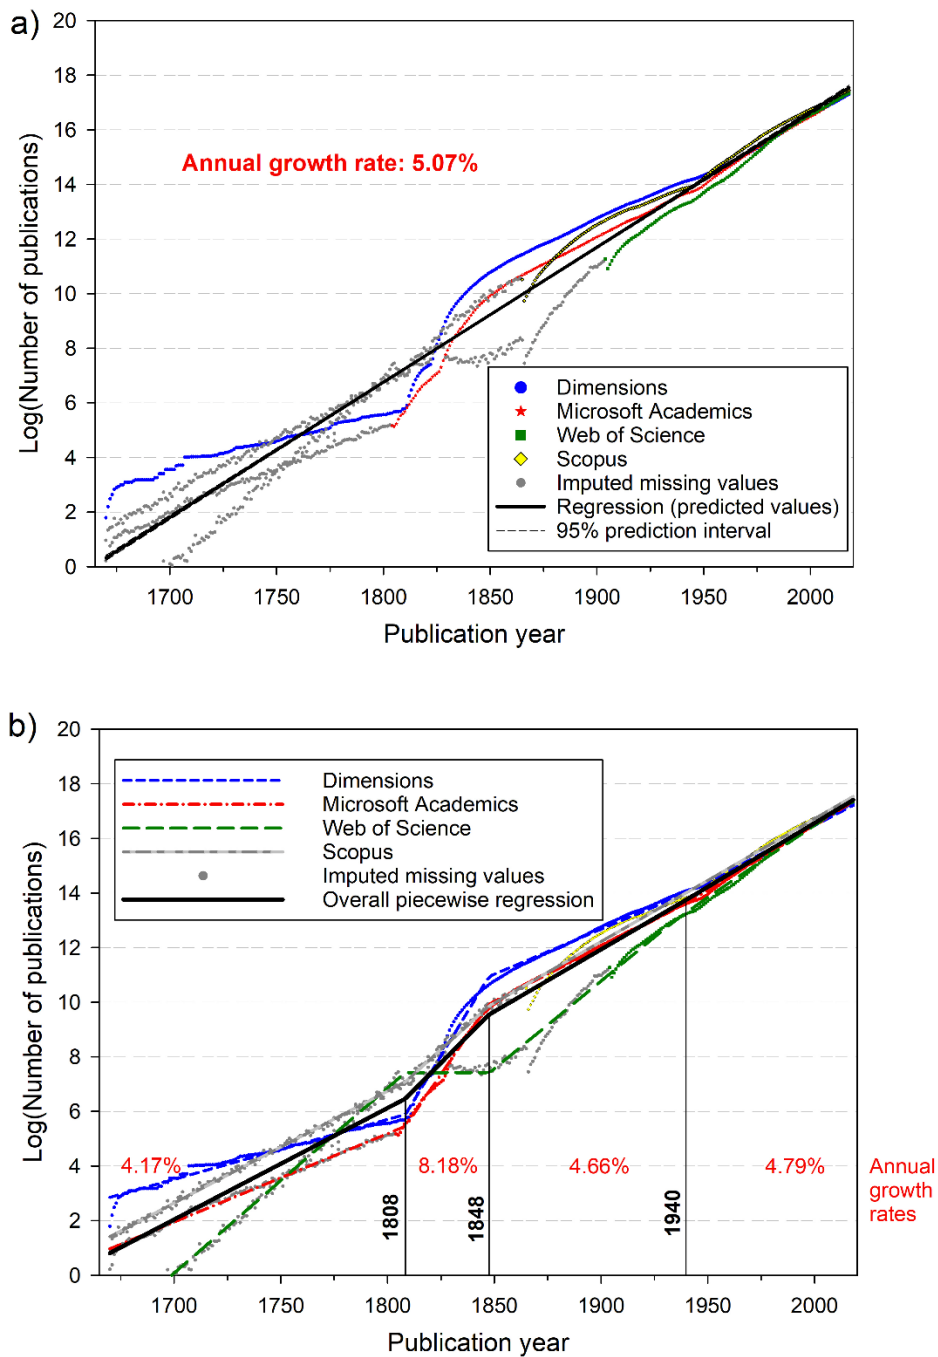 a)
20
18
16
14
12
10
8
6
4
2
0
Log(Number of publications)
Annual growth rate: 5.07%
Dimensions
Microsoft Academics
Web of Science
Scopus
Imputed missing values
Regression (predicted values)
95% prediction interval
1700 1750 1800 1850 1900 1950 2000
Publication year
b)
20
18
16
14
12
10
8
6
4
2
0
Log(Number of publications)
Dimensions
Microsoft Academics
Web of Science
Scopus
Imputed missing values
Overall piecewise regression
4.17% 8.18% 4.66% 4.79%
Annual
growth
rates
1808
1848
1940
1700 1750 1800 1850 1900 1950 2000
Publication year